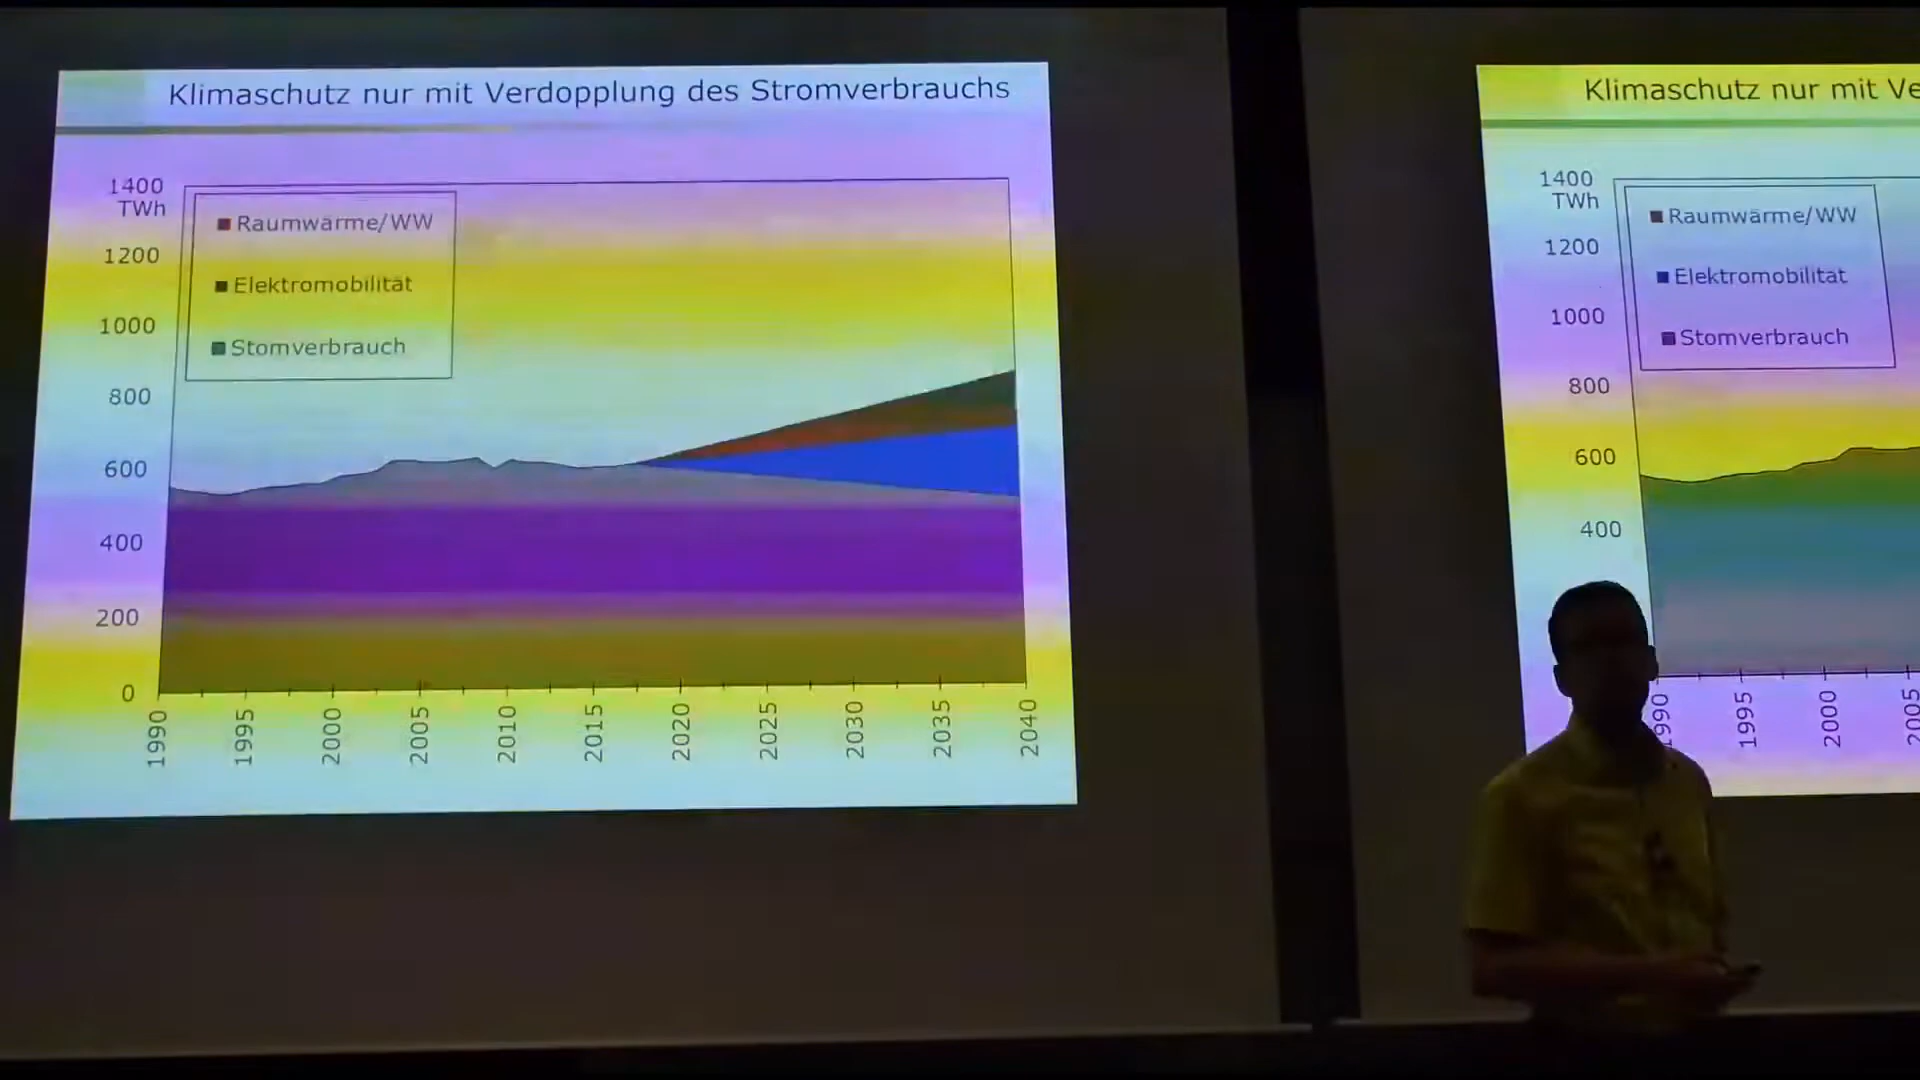 Klimaschutz nur mit Verdopplung des Stromverbrauchs
1400
TWh
1200
1000
800
600
400
200
0
Raumwärme/WW
Elektromobilität
Stomverbrauch
1990
1995
2000
2005
2010
2015
2020
2025
2030
2035
2040
Klimaschutz nur mit Ve
1400
TWh
1200
1000
800
600
400
Raumwärme/WW
Elektromobilität
Stomverbrauch
1990
1995
2000
2005